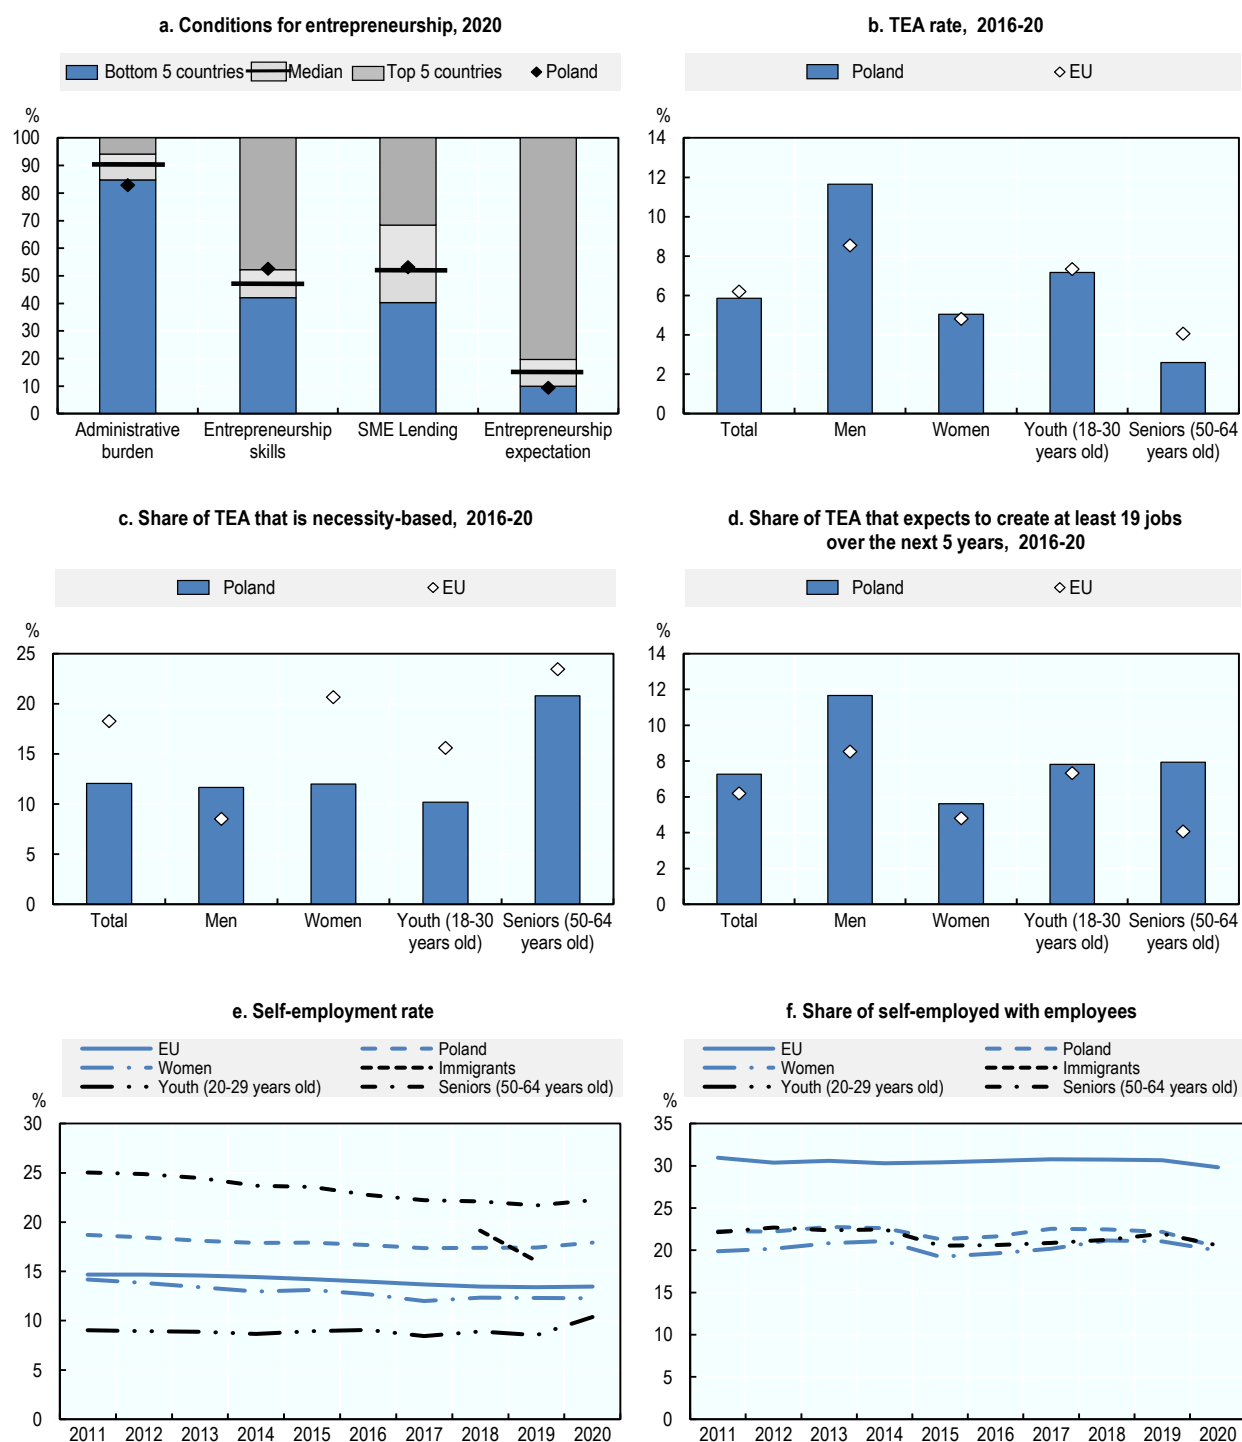 a. Conditions for entrepreneurship, 2020
Bottom 5 countries Median Top 5 countries Poland
%
100
90
80
70
60
50
40
30
20
10
0
Administrative burden
Entrepreneurship skills
SME Lending
Entrepreneurship expectation
b. TEA rate, 2016-20
Poland EU
%
14
12
10
8
6
4
2
0
Total
Men
Women
Youth (18-30 years old)
Seniors (50-64 years old)
c. Share of TEA that is necessity-based, 2016-20
Poland EU
%
25
20
15
10
5
0
Total
Men
Women
Youth (18-30 years old)
Seniors (50-64 years old)
d. Share of TEA that expects to create at least 19 jobs
over the next 5 years, 2016-20
Poland EU
%
14
12
10
8
6
4
2
0
Total
Men
Women
Youth (18-30 years old)
Seniors (50-64 years old)
e. Self-employment rate
EU Poland
Women Immigrants
Youth (20-29 years old) Seniors (50-64 years old)
%
30
25
20
15
10
5
0
2011 2012 2013 2014 2015 2016 2017 2018 2019 2020
f. Share of self-employed with employees
EU Poland
Women Immigrants
Youth (20-29 years old) Seniors (50-64 years old)
%
35
30
25
20
15
10
5
0
2011 2012 2013 2014 2015 2016 2017 2018 2019 2020